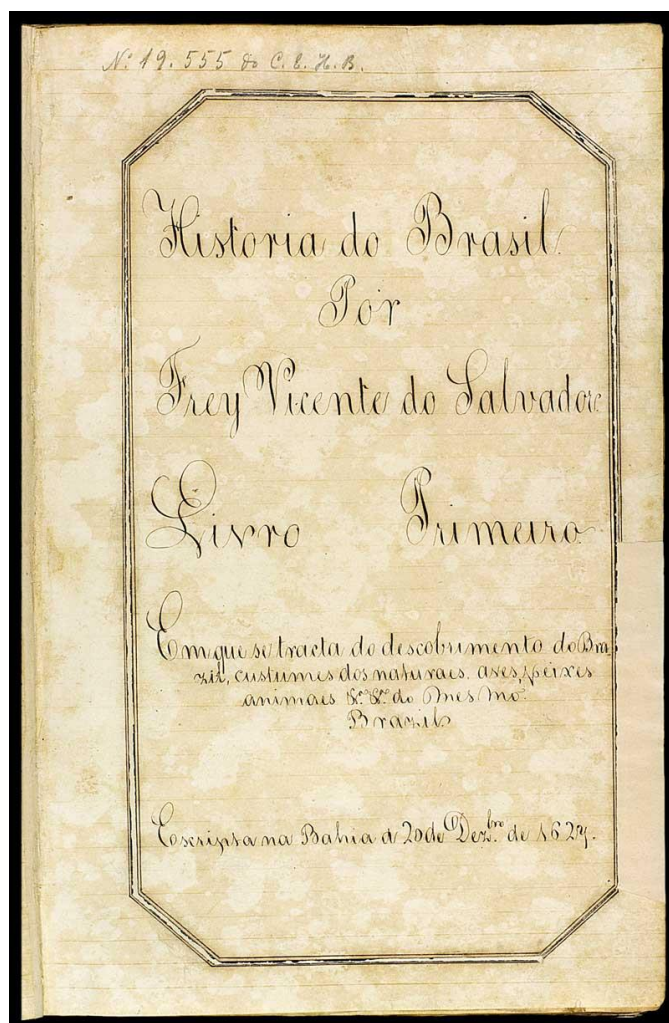 Nº 19.555 do C. E. H. B.
Historia do Brasil
Por
Frey Vicente do Salvador
Livro Primeiro
Em que se tracta do descobrimento do Bra
zil, custumes dos naturaes. aves, peixes
animaes &ª. &ª. do Mesmo.
Brazil
Escripta na Bahia a 20 de Dezbro. de 1627.